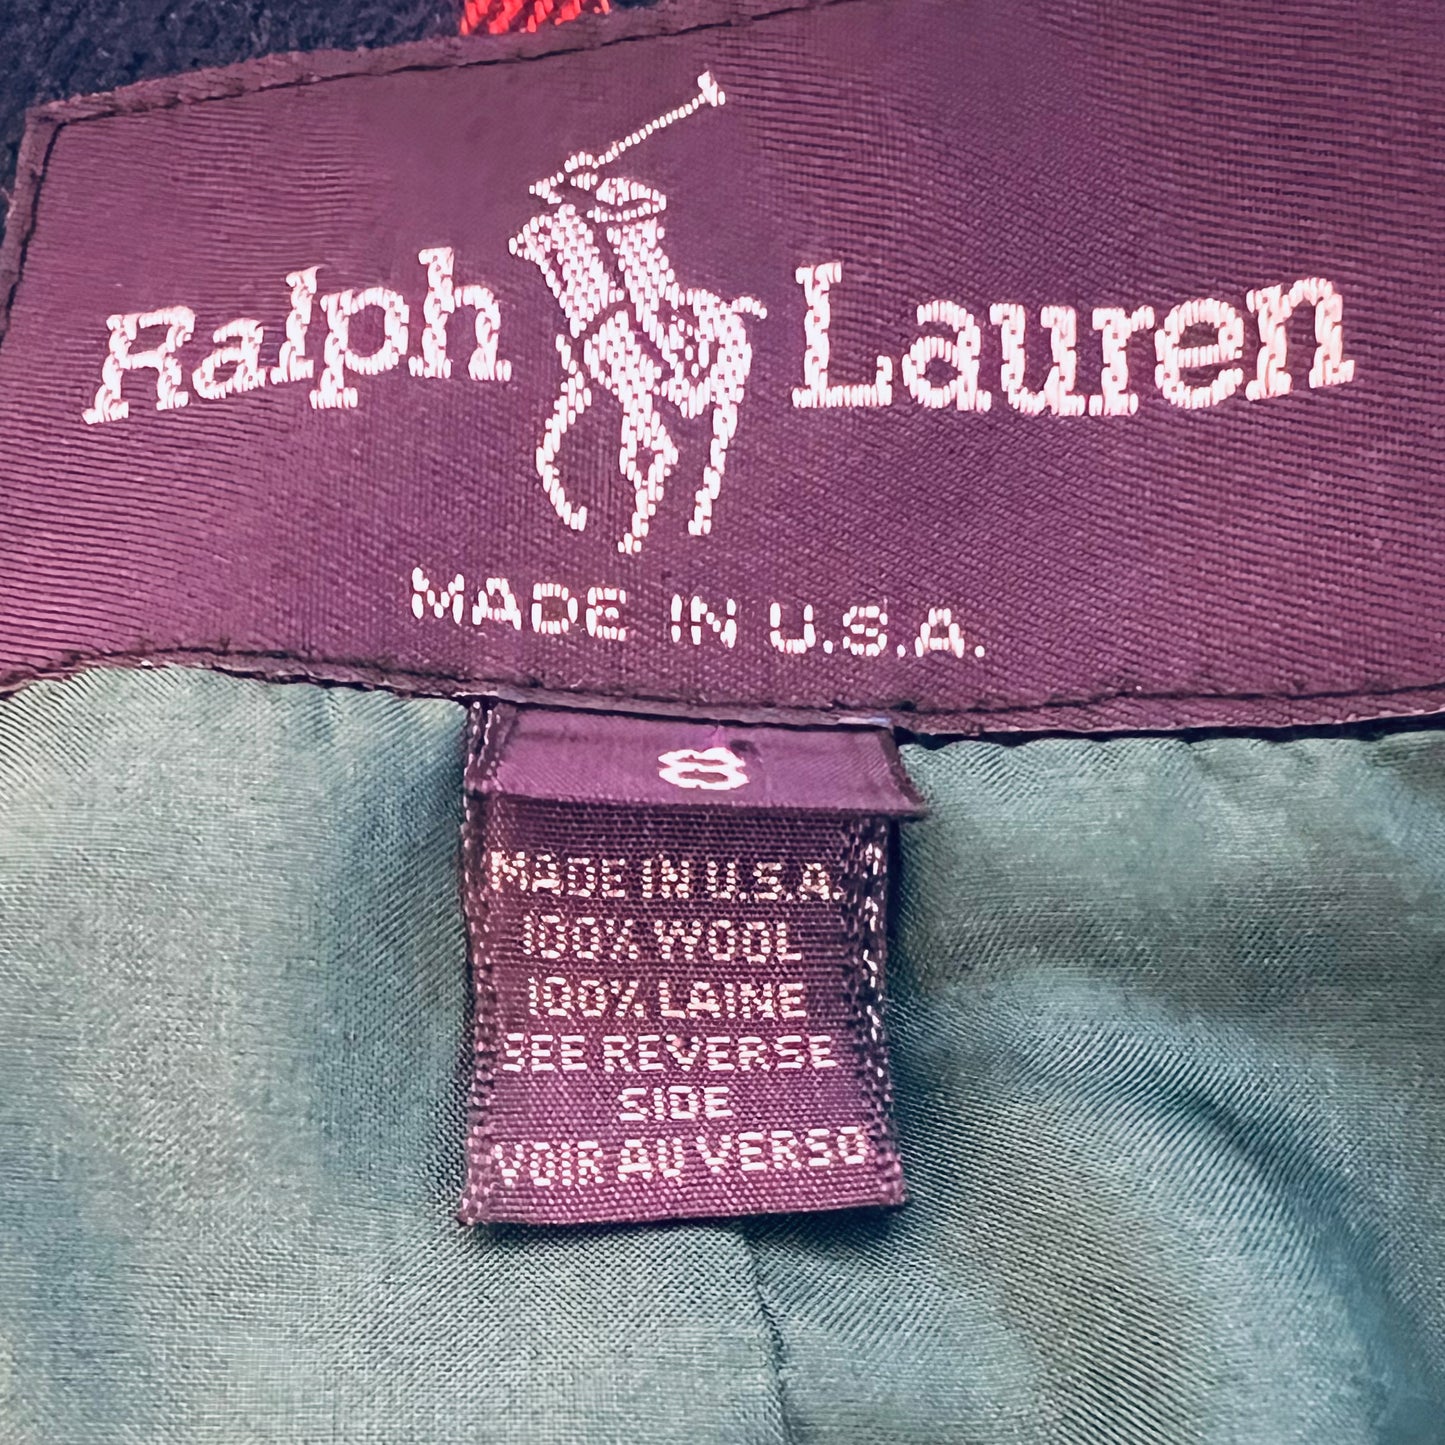 Ralph Lauren
MADE IN U.S.A.
8
MADE IN U.S.A.
100% WOOL
100% LAINE
SEE REVERSE
SIDE
VOIR AU VERSO